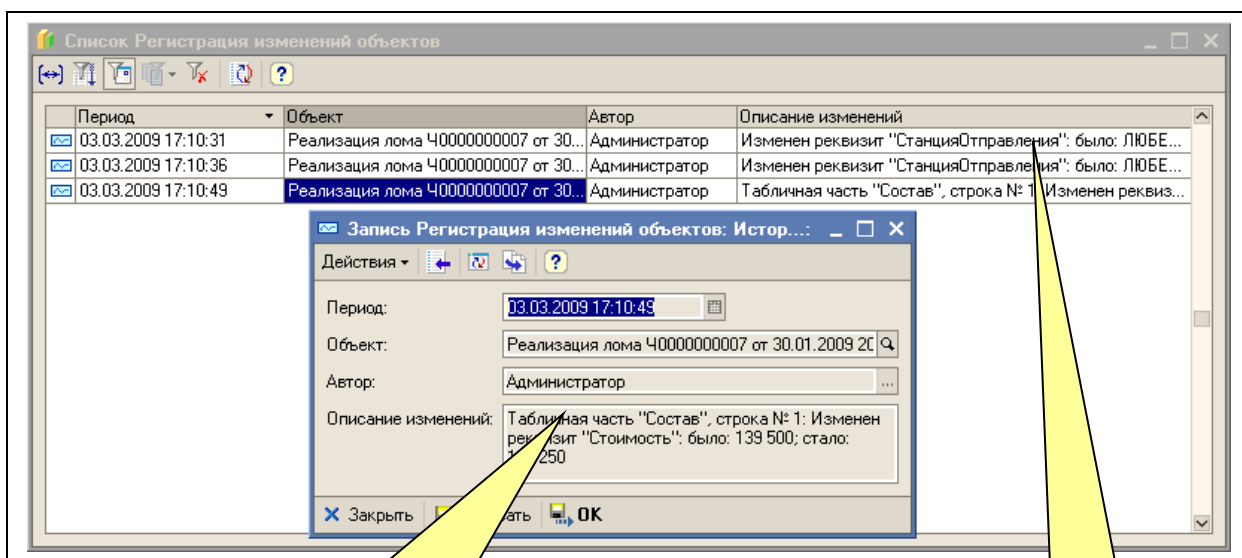 Список Регистрация изменений объектов
Период Объект Автор Описание изменений
03.03.2009 17:10:31 Реализация лома Ч0000000007 от 30... Администратор Изменен реквизит "СтанцияОтправления": было: ЛЮБЕ...
03.03.2009 17:10:36 Реализация лома Ч0000000007 от 30... Администратор Изменен реквизит "СтанцияОтправления": было: ЛЮБЕ...
03.03.2009 17:10:49 Реализация лома Ч0000000007 от 30... Администратор Табличная часть "Состав", строка № 1: Изменен реквиз...
Запись Регистрация изменений объектов: Истор...:
Действия
Период: 03.03.2009 17:10:49
Объект: Реализация лома Ч0000000007 от 30.01.2009 20
Автор: Администратор
Описание изменений: Табличная часть "Состав", строка № 1: Изменен
реквизит "Стоимость": было: 139 500; стало:
Закрыть OK